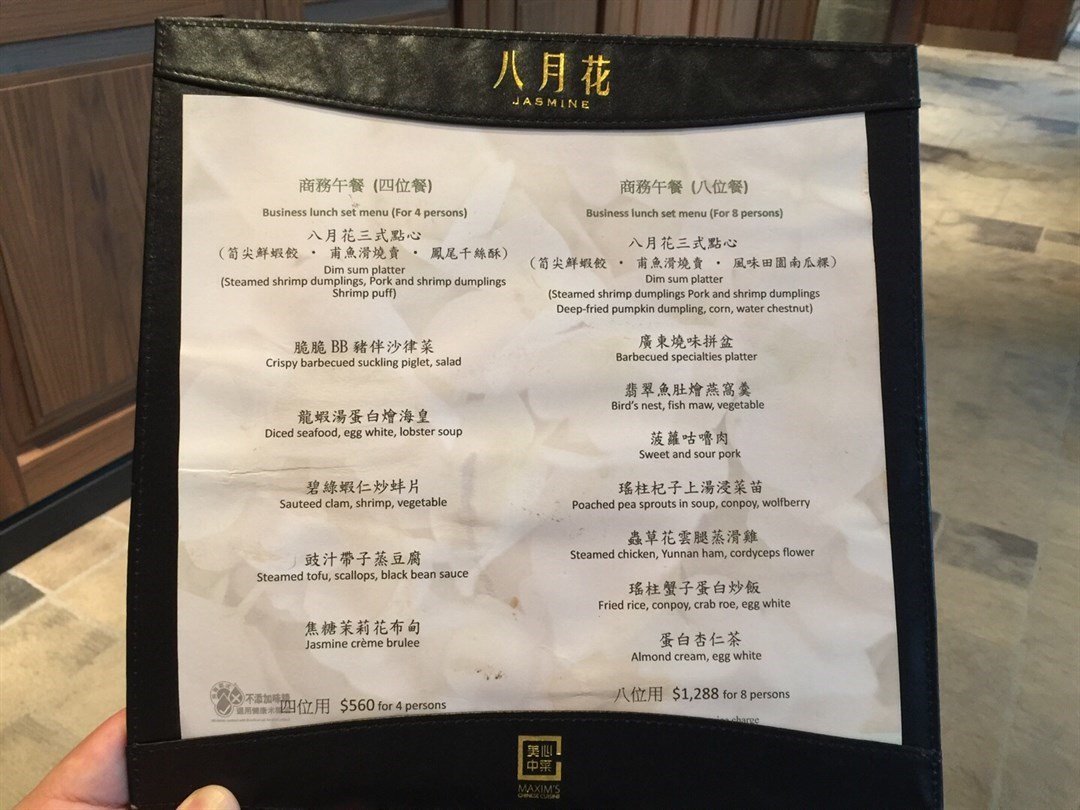 八月花
JASMINE
商務午餐 (四位餐)
Business lunch set menu (For 4 persons)
八月花三式點心
(筍尖鮮蝦餃 · 甫魚滑燒賣 · 鳳尾千絲酥)
Dim sum platter
(Steamed shrimp dumplings, Pork and shrimp dumplings
Shrimp puff)
脆脆 BB 豬伴沙律菜
Crispy barbecued suckling piglet, salad
龍蝦湯蛋白燴海皇
Diced seafood, egg white, lobster soup
碧綠蝦仁炒蚌片
Sauteed clam, shrimp, vegetable
豉汁帶子蒸豆腐
Steamed tofu, scallops, black bean sauce
焦糖茉莉花布甸
Jasmine crème brulee
不添加味精
選用健康米
四位用 $560 for 4 persons
商務午餐 (八位餐)
Business lunch set menu (For 8 persons)
八月花三式點心
(筍尖鮮蝦餃 · 甫魚滑燒賣 · 風味田園南瓜粿)
Dim sum platter
(Steamed shrimp dumplings Pork and shrimp dumplings
Deep-fried pumpkin dumpling, corn, water chestnut)
廣東燒味拼盆
Barbecued specialties platter
翡翠魚肚燴燕窩羹
Bird's nest, fish maw, vegetable
菠蘿咕嚕肉
Sweet and sour pork
瑤柱杞子上湯浸菜苗
Poached pea sprouts in soup, conpoy, wolfberry
蟲草花雲腿蒸滑雞
Steamed chicken, Yunnan ham, cordyceps flower
瑤柱蟹子蛋白炒飯
Fried rice, conpoy, crab roe, egg white
蛋白杏仁茶
Almond cream, egg white
八位用 $1,288 for 8 persons
charge
美心
中菜
MAXIM'S
CHINESE CUISINE